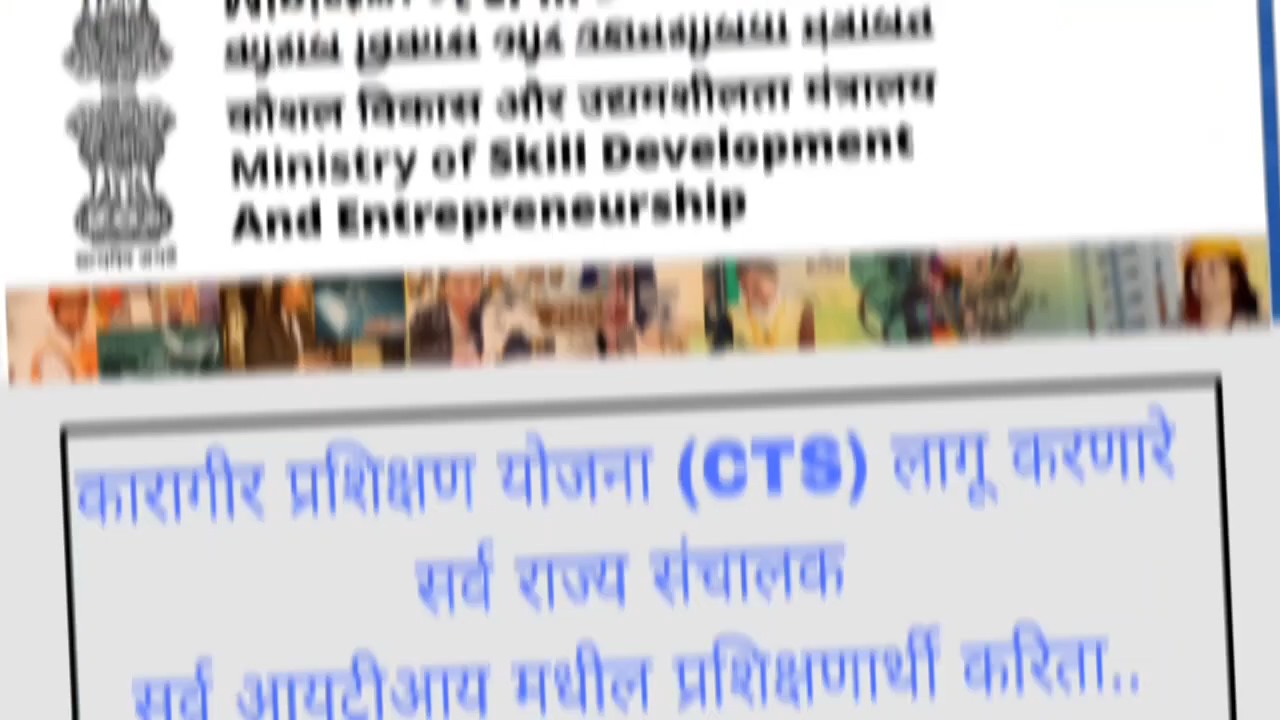 कौशल विकास और उद्यमशीलता मंत्रालय
Ministry of Skill Development
And Entrepreneurship
कारागीर प्रशिक्षण योजना (CTS) लागू करणारे
सर्व राज्य संचालक
सर्व आयटीआय मधील प्रशिक्षणार्थी करिता..